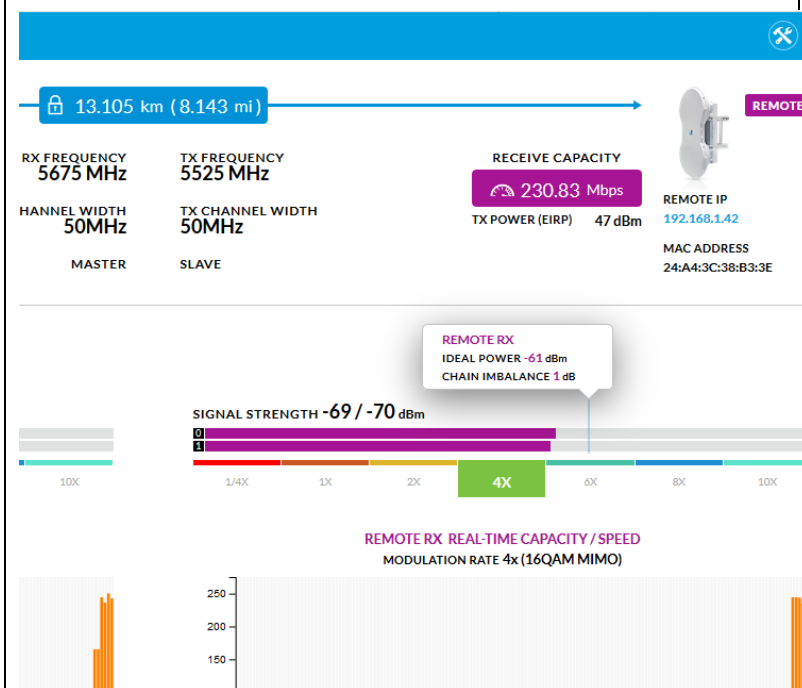 13.105 km (8.143 mi)
REMOTE
RX FREQUENCY
5675 MHz
TX FREQUENCY
5525 MHz
RECEIVE CAPACITY
230.83 Mbps
HANNEL WIDTH
50MHz
TX CHANNEL WIDTH
50MHz
TX POWER (EIRP) 47 dBm
REMOTE IP
192.168.1.42
MASTER
SLAVE
MAC ADDRESS
24:A4:3C:38:B3:3E
REMOTE RX
IDEAL POWER -61 dBm
CHAIN IMBALANCE 1 dB
SIGNAL STRENGTH -69 / -70 dBm
0
1
10X
1/4X 1X 2X 4X 6X 8X 10X
REMOTE RX REAL-TIME CAPACITY / SPEED
MODULATION RATE 4x (16QAM MIMO)
250
200
150